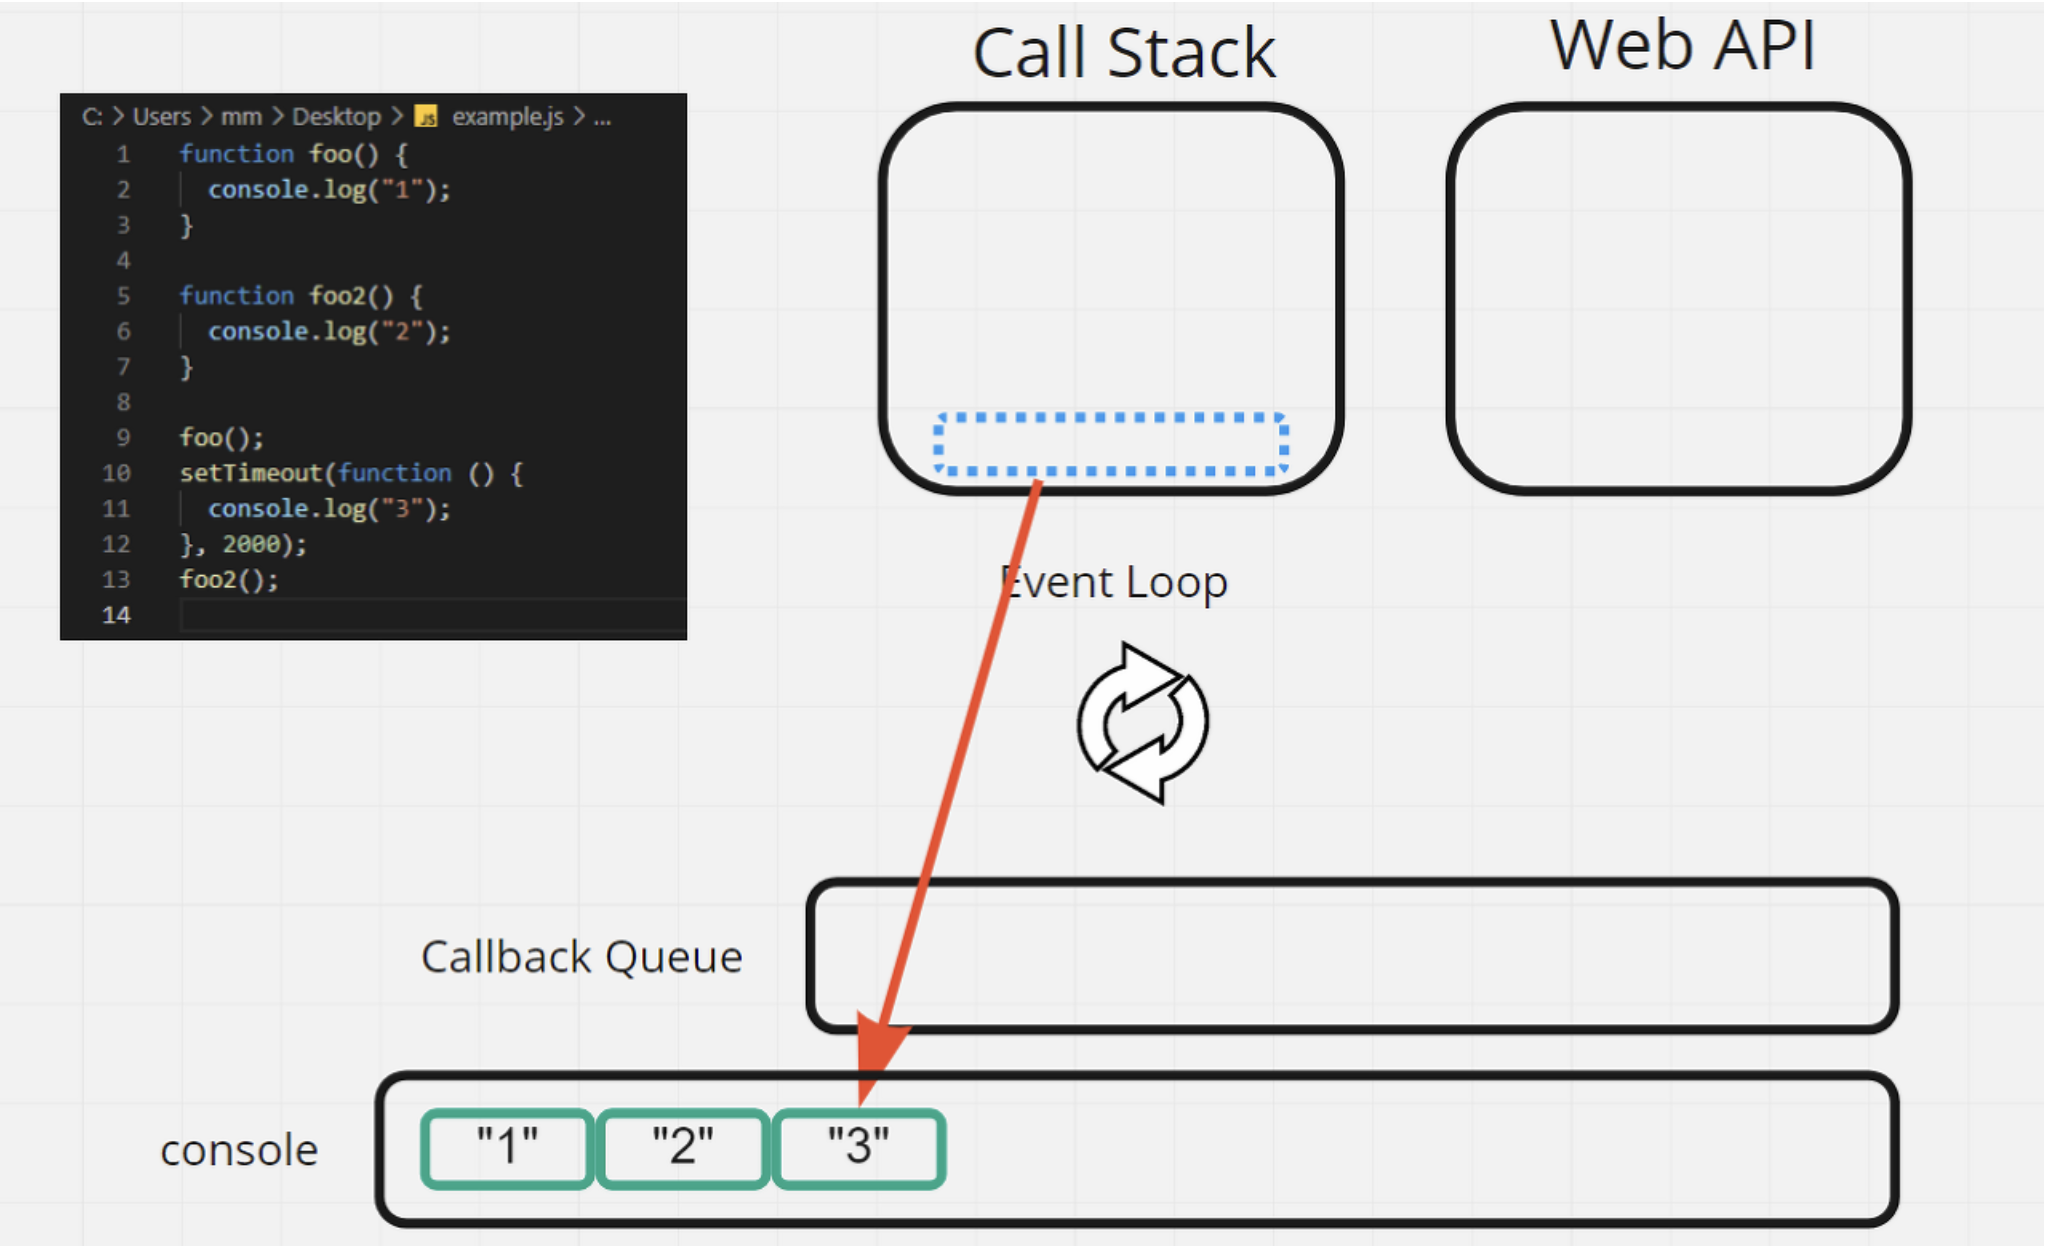 Call Stack
Web API
C: > Users > mm > Desktop > JS example.js > ...
1 function foo() {
2   console.log("1");
3 }
4
5 function foo2() {
6   console.log("2");
7 }
8
9 foo();
10 setTimeout(function () {
11   console.log("3");
12 }, 2000);
13 foo2();
14
Event Loop
Callback Queue
console
"1" "2" "3"